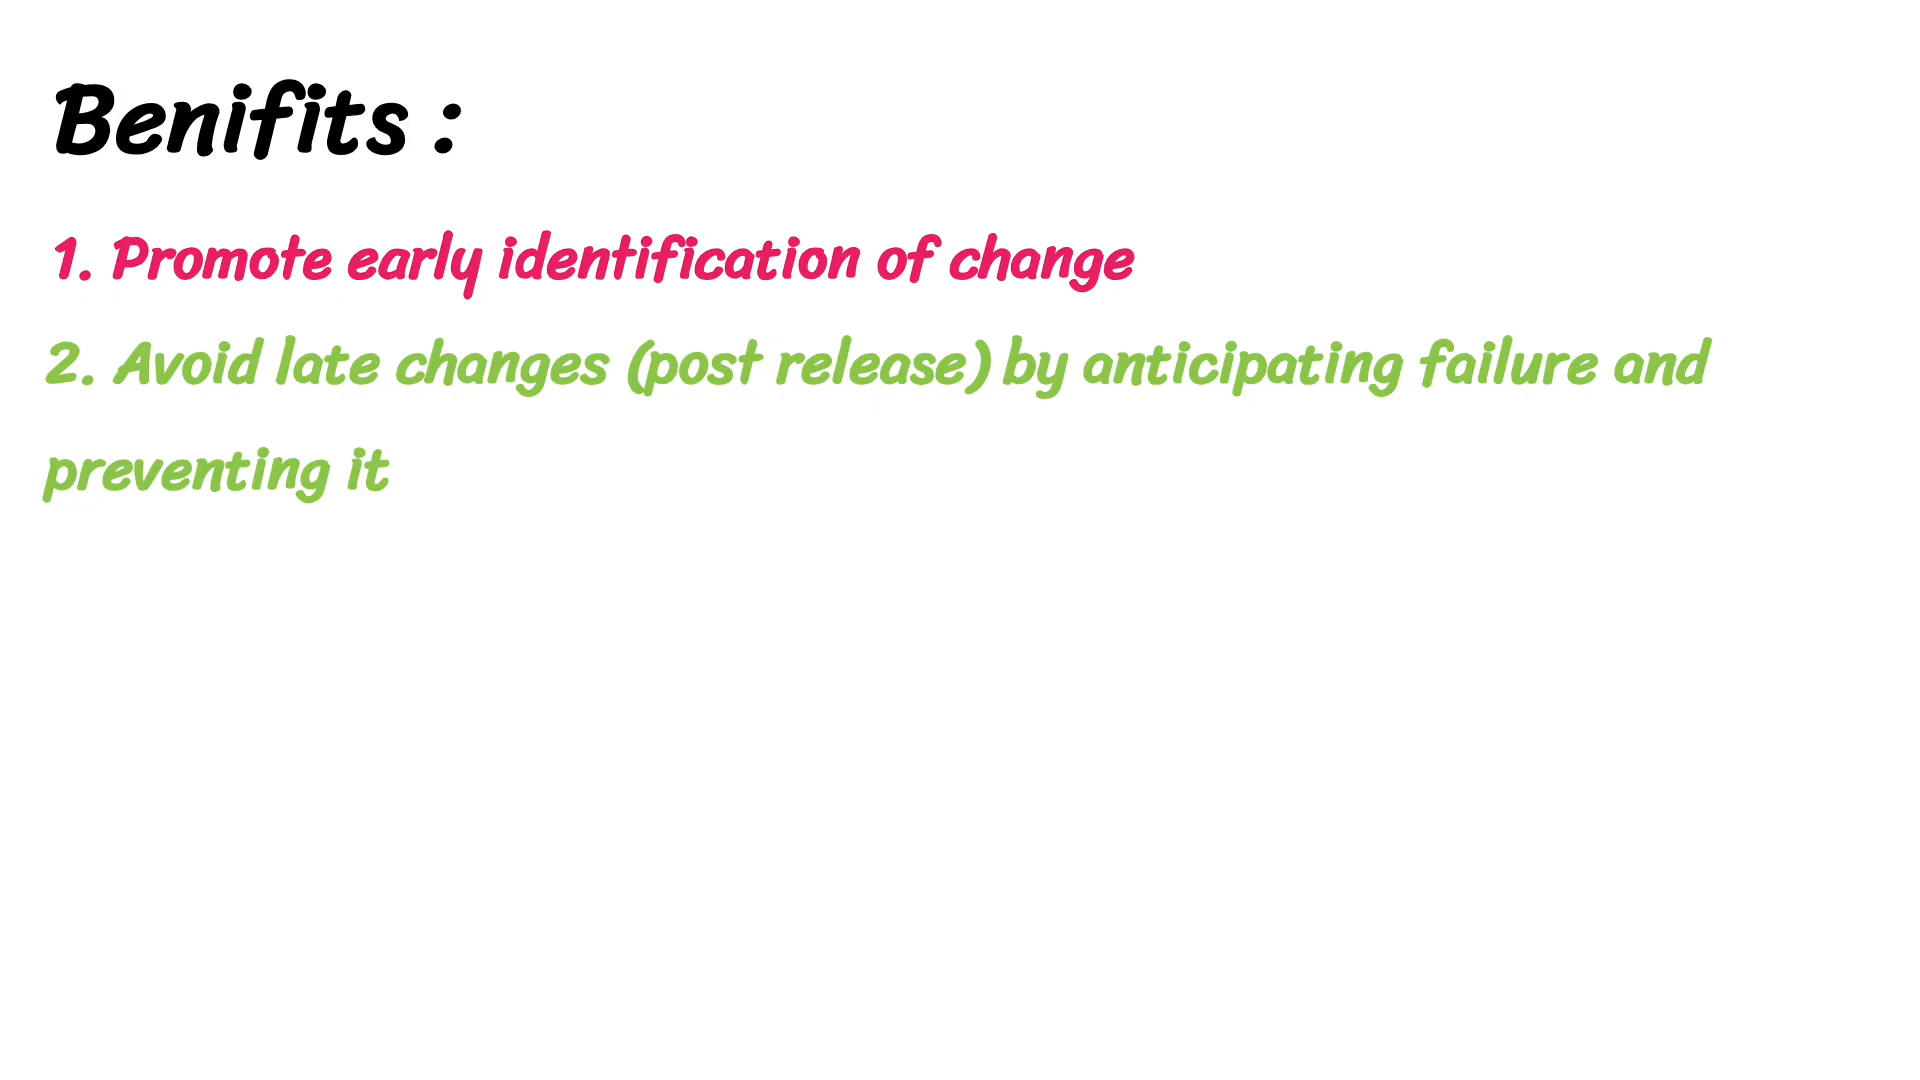 Benifits :
1. Promote early identification of change
2. Avoid late changes (post release) by anticipating failure and
preventing it